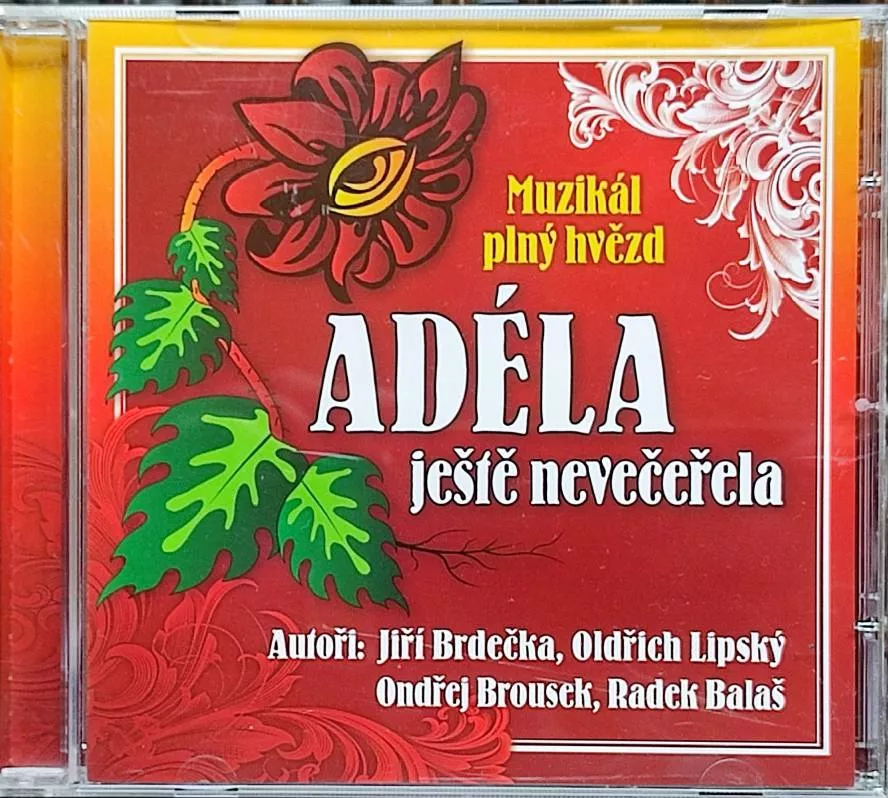 Muzikál
plný hvězd
ADÉLA
ještě nevečeřela
Autoři: Jiří Brdečka, Oldřich Lipský
Ondřej Brousek, Radek Balaš